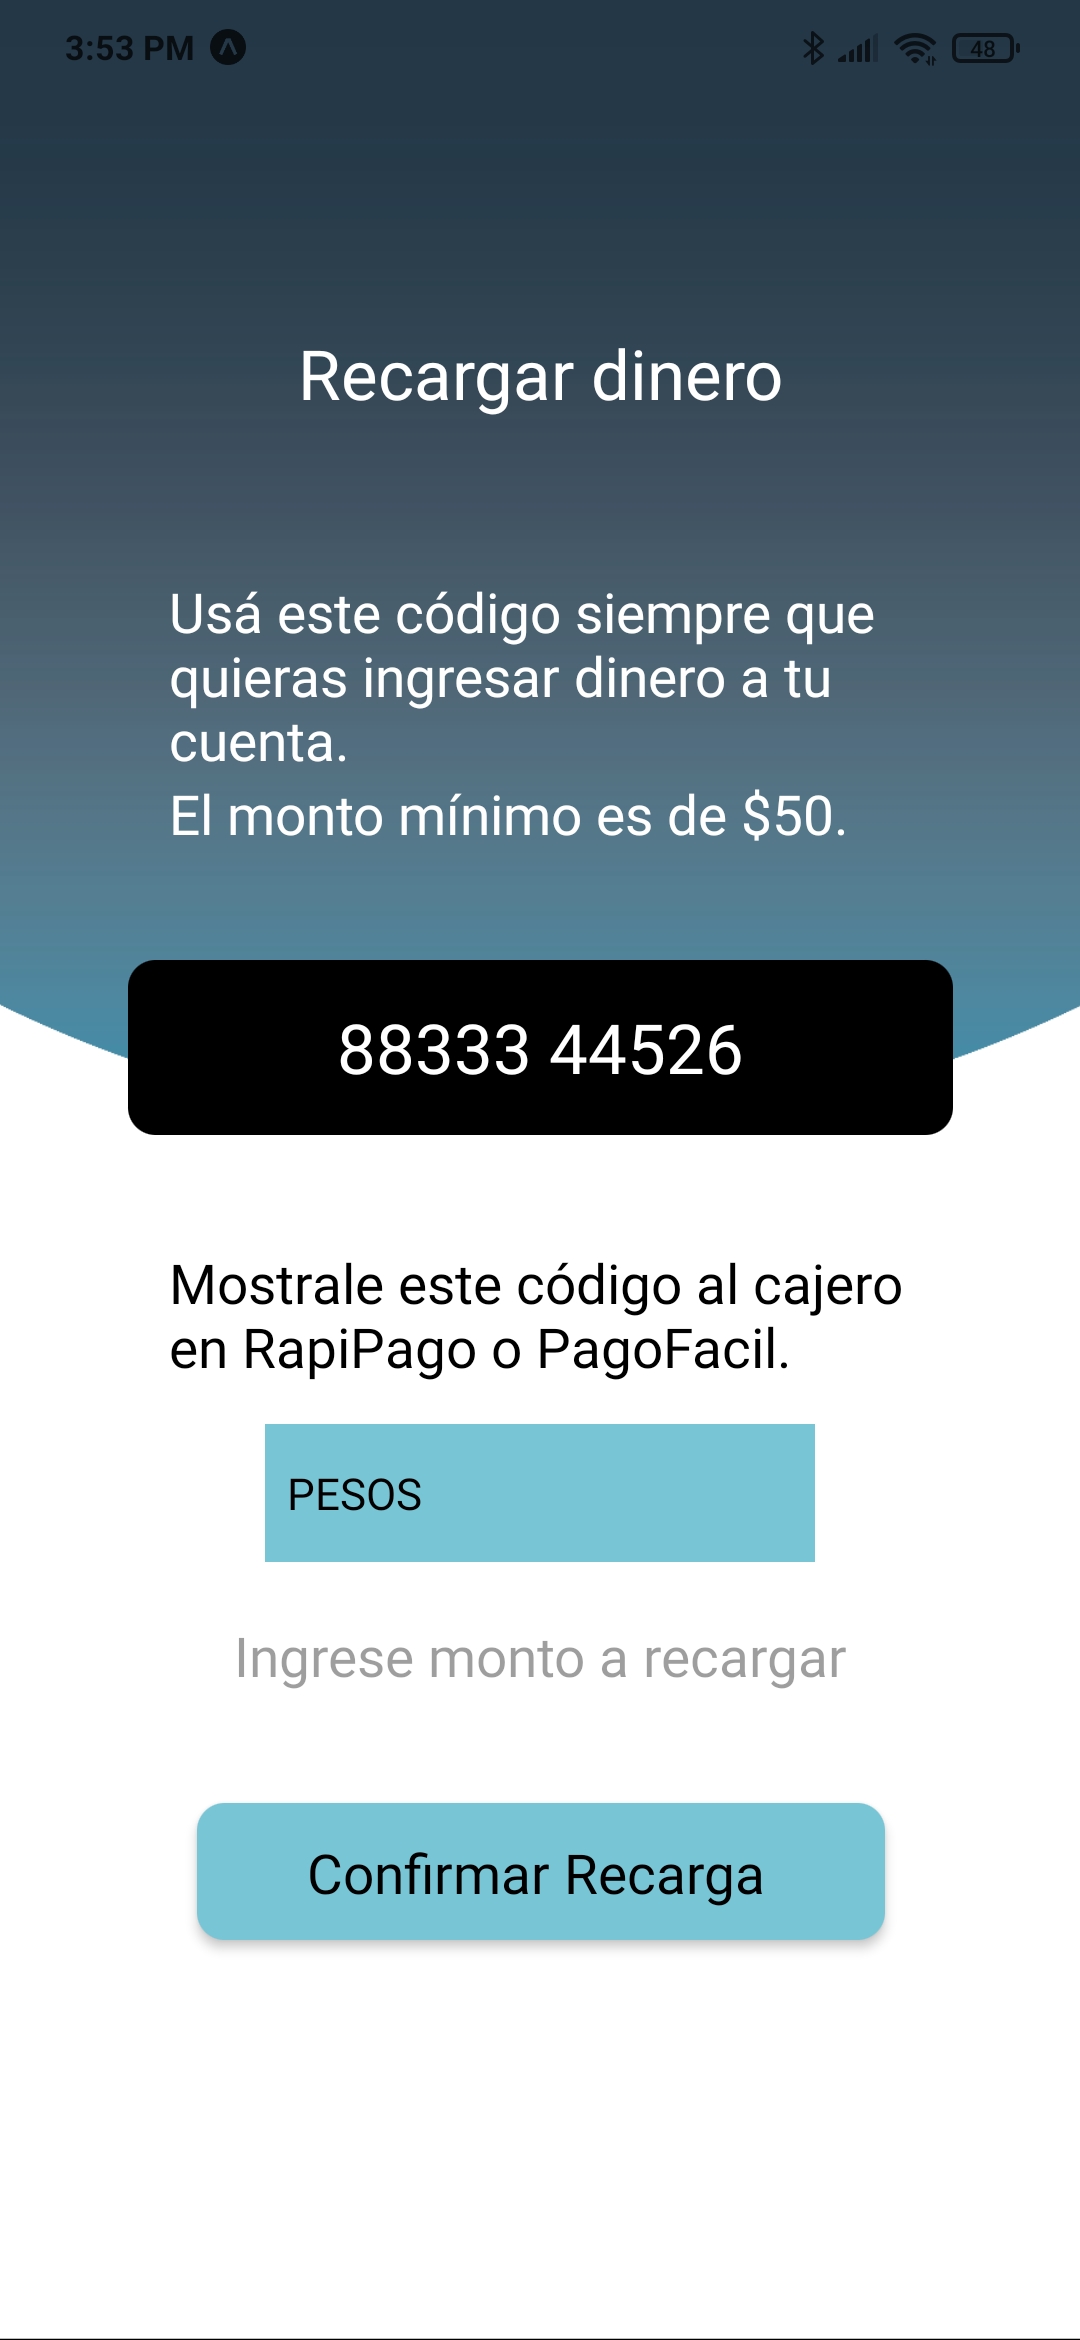 3:53 PM
48
Recargar dinero
Usá este código siempre que
quieras ingresar dinero a tu
cuenta.
El monto mínimo es de $50.
88333 44526
Mostrale este código al cajero
en RapiPago o PagoFacil.
PESOS
Ingrese monto a recargar
Confirmar Recarga